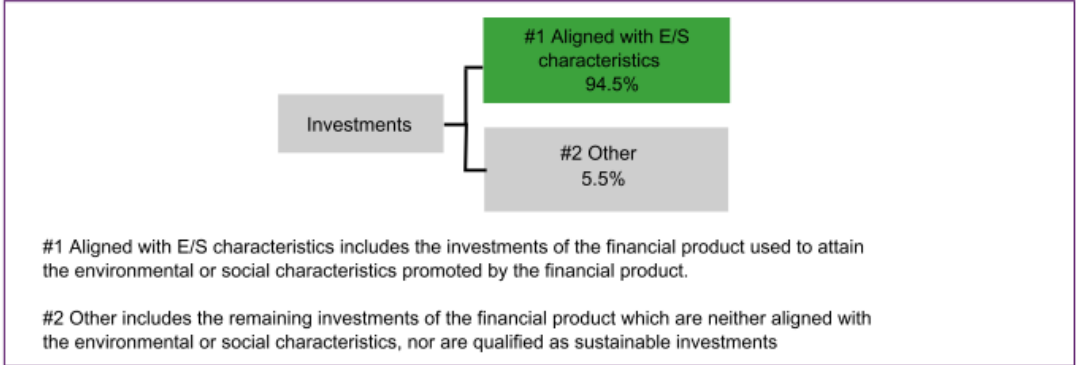 #1 Aligned with E/S
characteristics
94.5%
Investments
#2 Other
5.5%
#1 Aligned with E/S characteristics includes the investments of the financial product used to attain
the environmental or social characteristics promoted by the financial product.
#2 Other includes the remaining investments of the financial product which are neither aligned with
the environmental or social characteristics, nor are qualified as sustainable investments